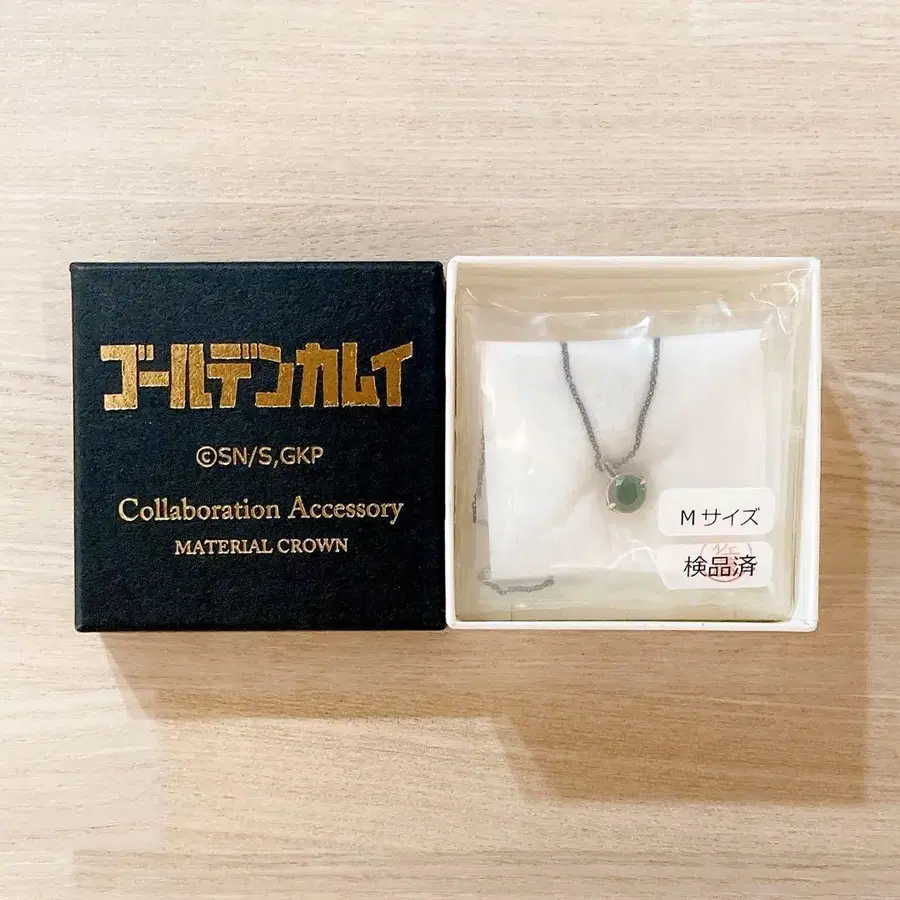 ゴールデンカムイ
©SN/S,GKP
Collaboration Accessory
MATERIAL CROWN
Mサイズ
検品済